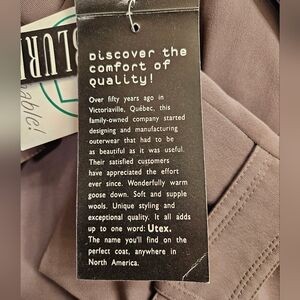 BLUR
able!
Discover the
comfort of
quality!
Over fifty years ago in
Victoriaville, Québec, this
family-owned company started
designing and manufacturing
outerwear that had to be
as beautiful as it was useful.
Their satisfied customers
have appreciated the effort
ever since. Wonderfully warm
goose down. Soft and supple
wools. Unique styling and
exceptional quality. It all adds
up to one word: Utex.
The name you'll find on the
perfect coat, anywhere in
North America.